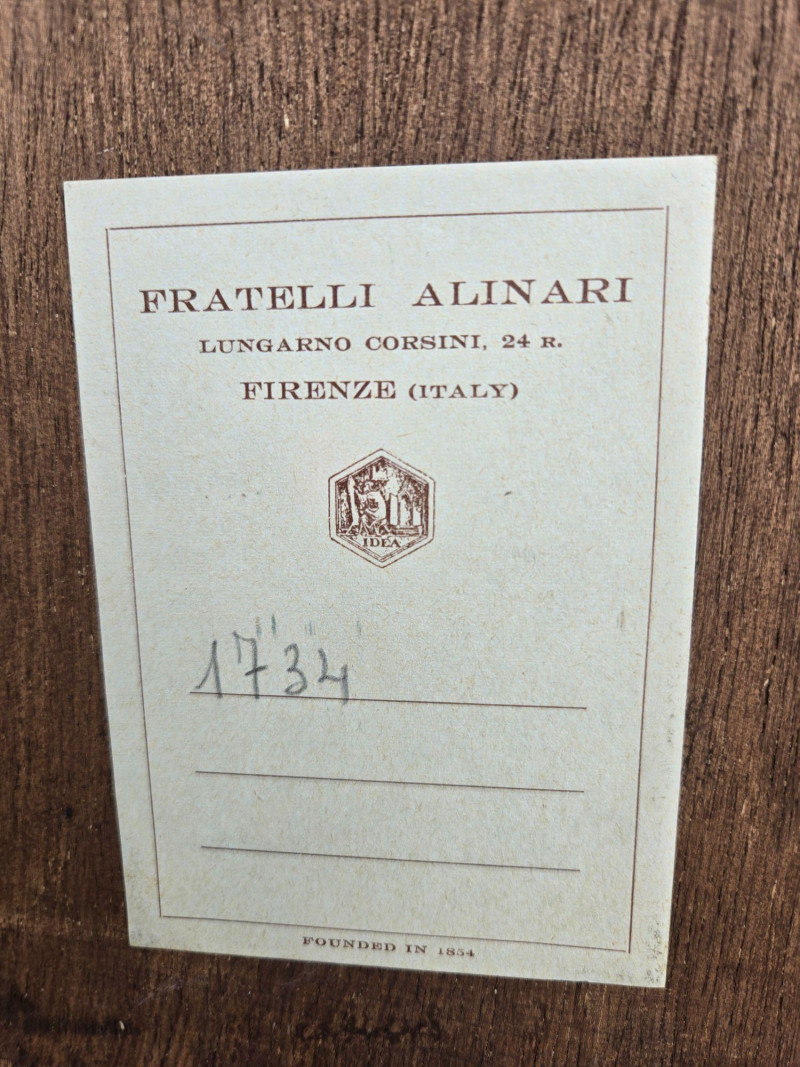 FRATELLI ALINARI
LUNGARNO CORSINI, 24 R.
FIRENZE (ITALY)
IDEA
1734
FOUNDED IN 1854